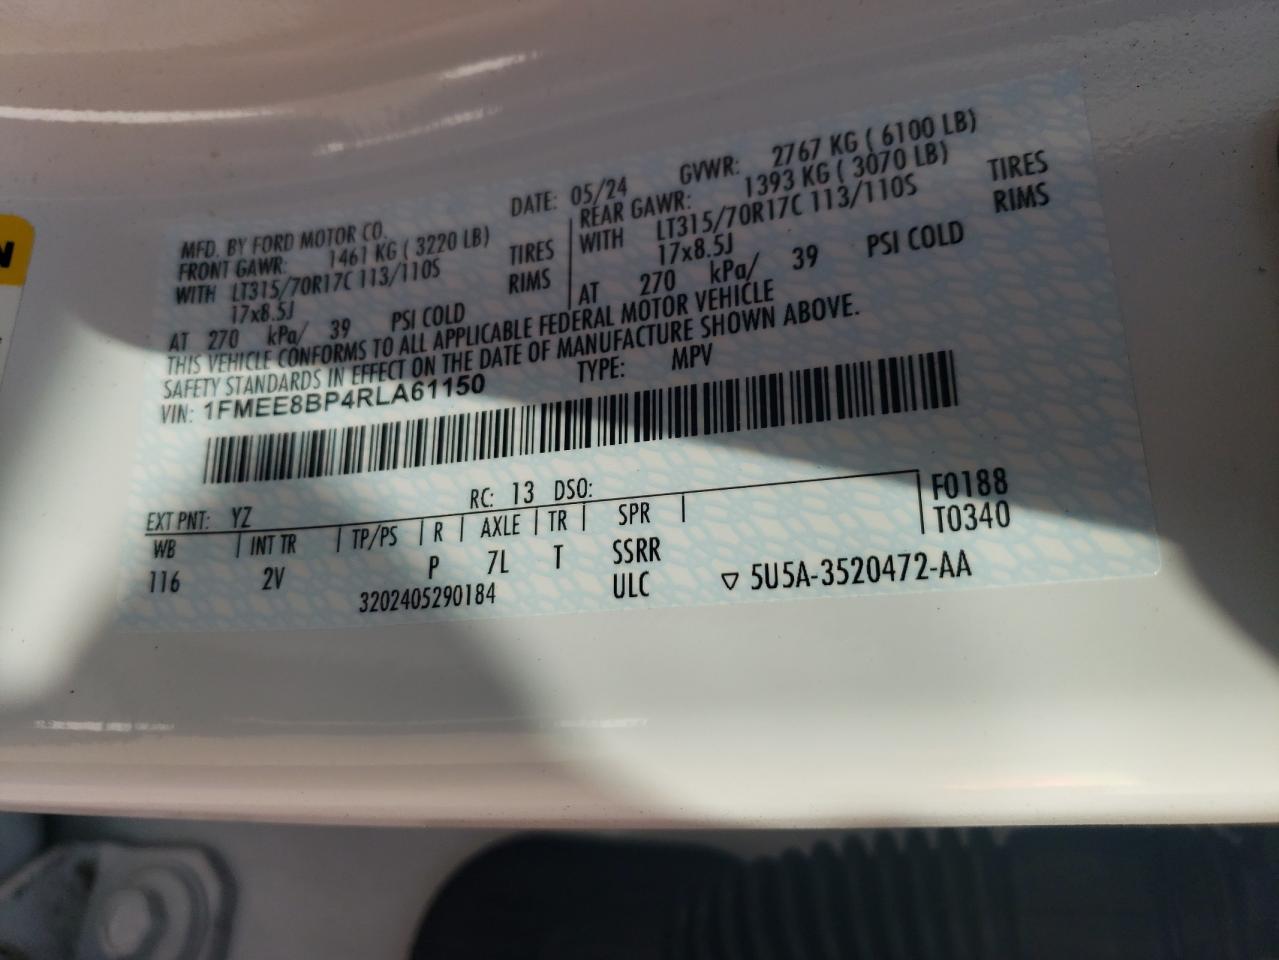 N
MFD. BY FORD MOTOR CO.
DATE: 05/24
GVWR: 2767 KG ( 6100 LB)
FRONT GAWR: 1461 KG ( 3220 LB)
WITH LT315/70R17C 113/110S TIRES
17x8.5J RIMS
AT 270 kPa/ 39 PSI COLD
REAR GAWR: 1393 KG ( 3070 LB)
WITH LT315/70R17C 113/110S TIRES
17x8.5J RIMS
AT 270 kPa/ 39 PSI COLD
THIS VEHICLE CONFORMS TO ALL APPLICABLE FEDERAL MOTOR VEHICLE
SAFETY STANDARDS IN EFFECT ON THE DATE OF MANUFACTURE SHOWN ABOVE.
VIN: 1FMEE8BP4RLA61150 TYPE: MPV
EXT PNT: YZ RC: 13 DSO: F0188
WB | INT TR | TP/PS | R | AXLE | TR | SPR | T0340
116 2V P 7L T SSRR
3202405290184 ULC ▽ 5U5A-3520472-AA